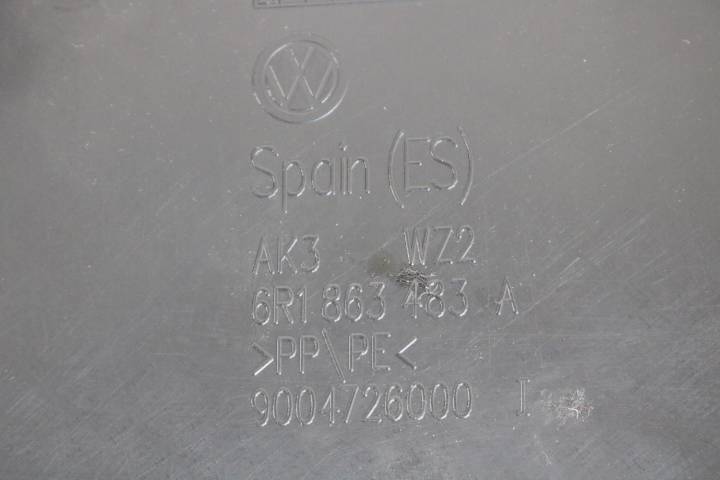 Spain (ES)
AK3 WZ2
6R1 863 483 A
>PP\PE<
9004726000 I